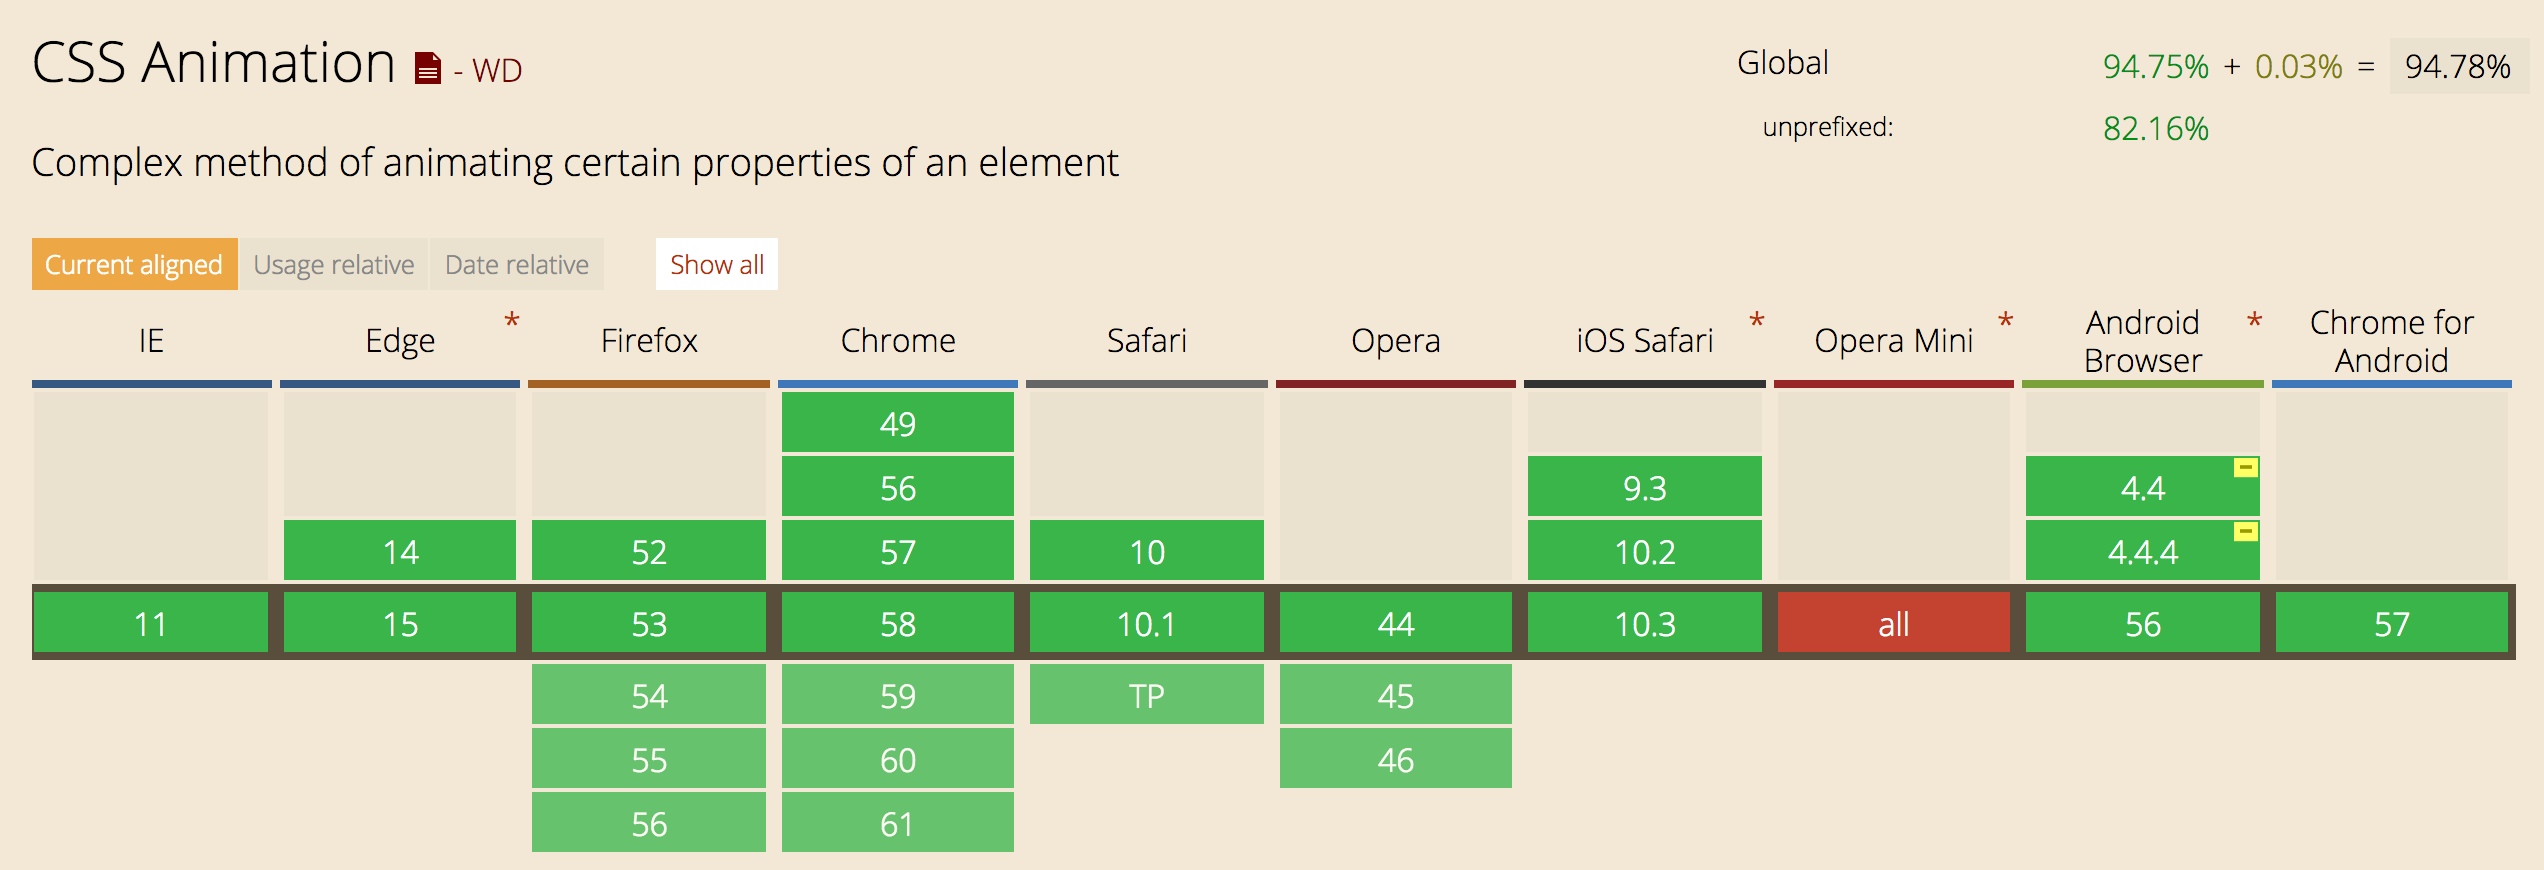 CSS Animation - WD
Global 94.75% + 0.03% = 94.78%
unprefixed: 82.16%
Complex method of animating certain properties of an element
Current aligned Usage relative Date relative Show all
IE Edge * Firefox Chrome Safari Opera iOS Safari * Opera Mini * Android Browser * Chrome for Android
49
56 9.3 4.4 -
14 52 57 10 10.2 4.4.4 -
11 15 53 58 10.1 44 10.3 all 56 57
54 59 TP 45
55 60 46
56 61